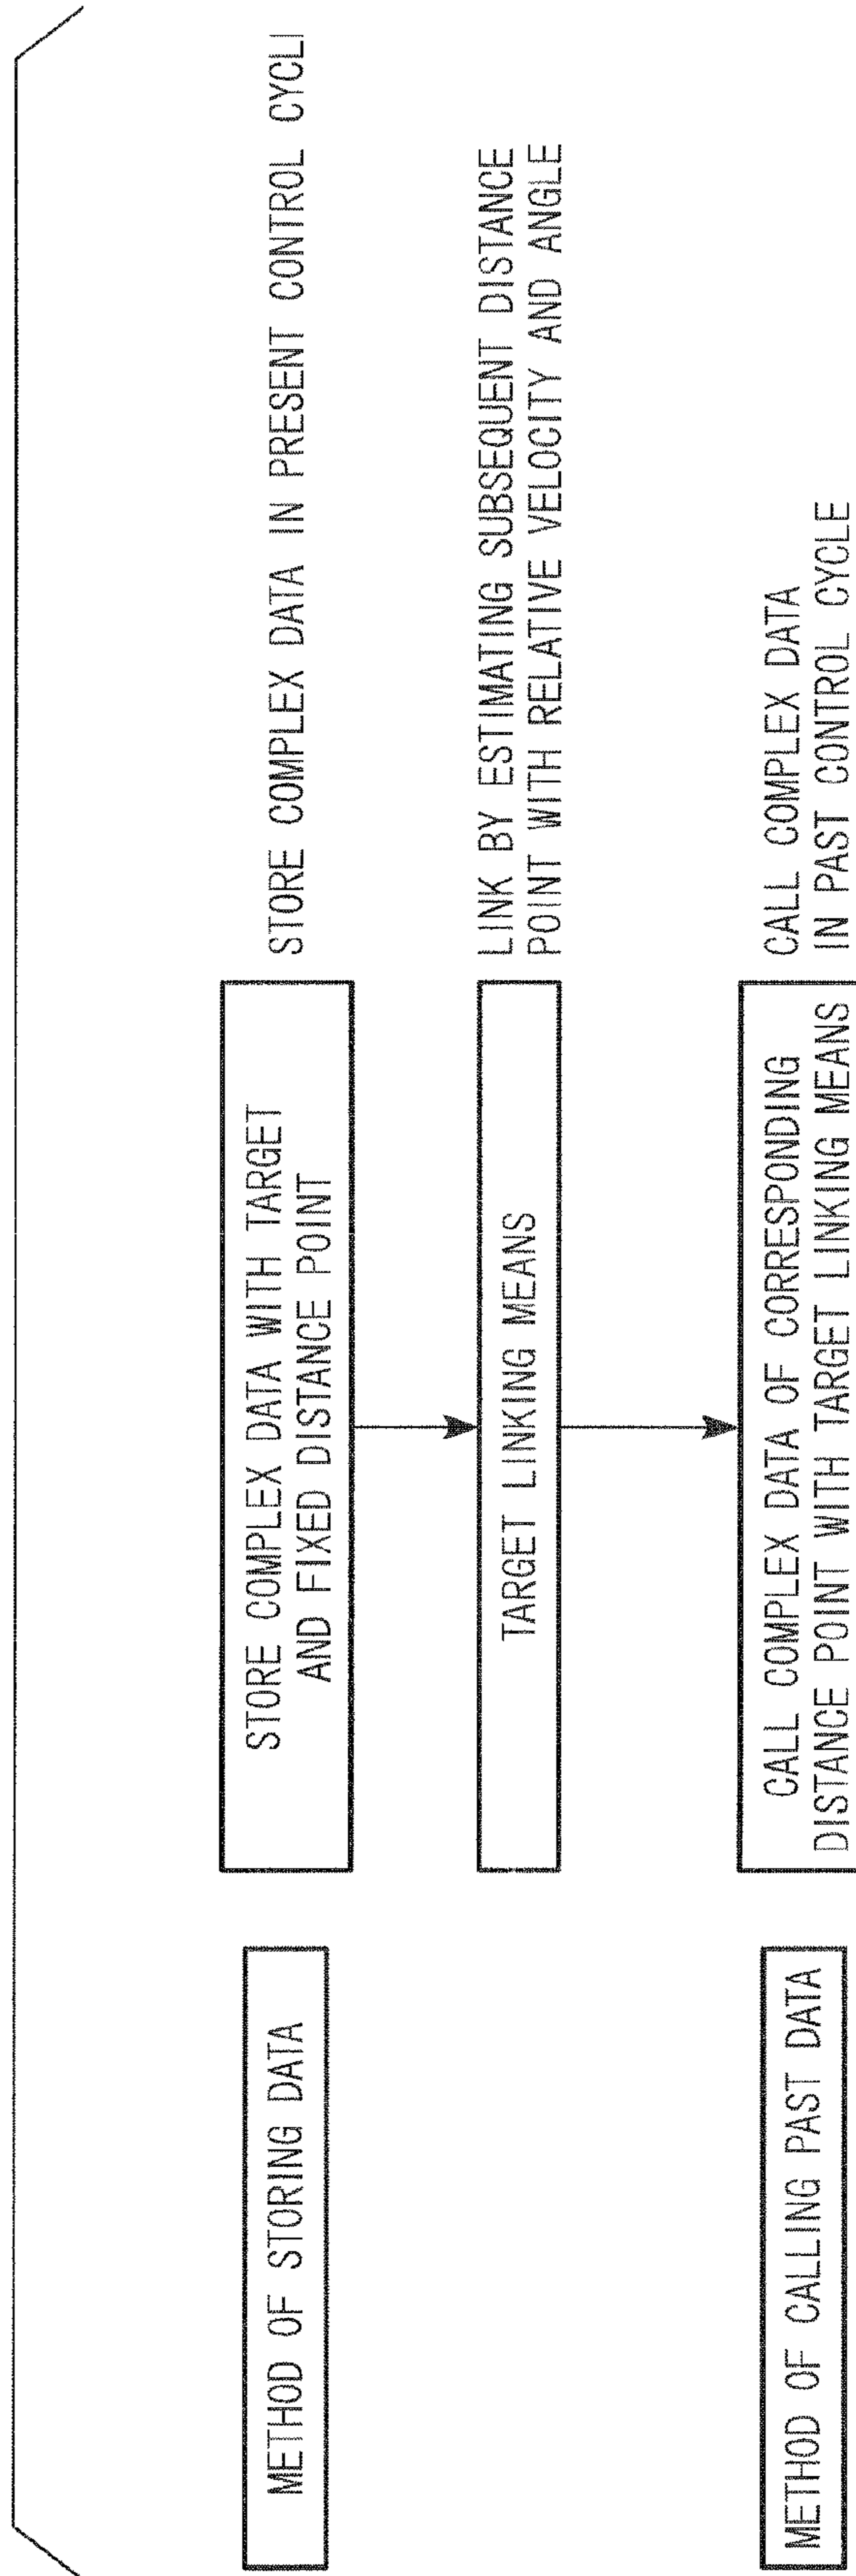 METHOD OF STORING DATA
STORE COMPLEX DATA WITH TARGET
AND FIXED DISTANCE POINT
STORE COMPLEX DATA IN PRESENT CONTROL CYCL
TARGET LINKING MEANS
LINK BY ESTIMATING SUBSEQUENT DISTANCE
POINT WITH RELATIVE VELOCITY AND ANGLE
METHOD OF CALLING PAST DATA
CALL COMPLEX DATA OF CORRESPONDING
DISTANCE POINT WITH TARGET LINKING MEANS
CALL COMPLEX DATA
IN PAST CONTROL CYCLE